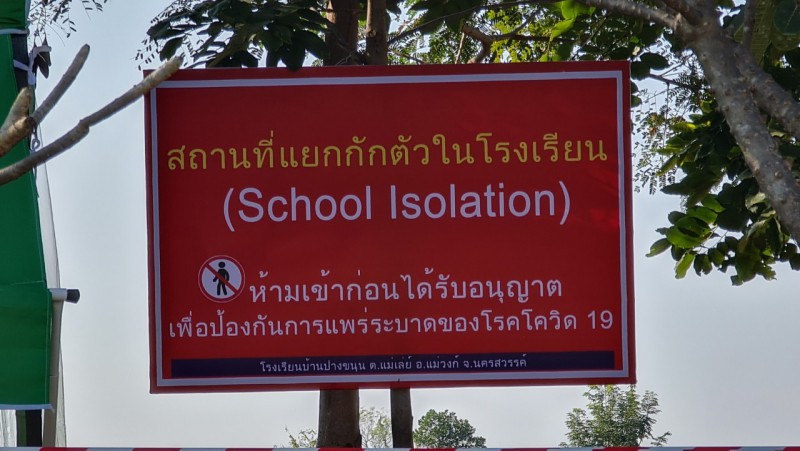 สถานที่แยกกักตัวในโรงเรียน
(School Isolation)
ห้ามเข้าก่อนได้รับอนุญาต
เพื่อป้องกันการแพร่ระบาดของโรคโควิด 19
โรงเรียนบ้านปางขนุน ต.แม่เล่ย์ อ.แม่วงก์ จ.นครสวรรค์